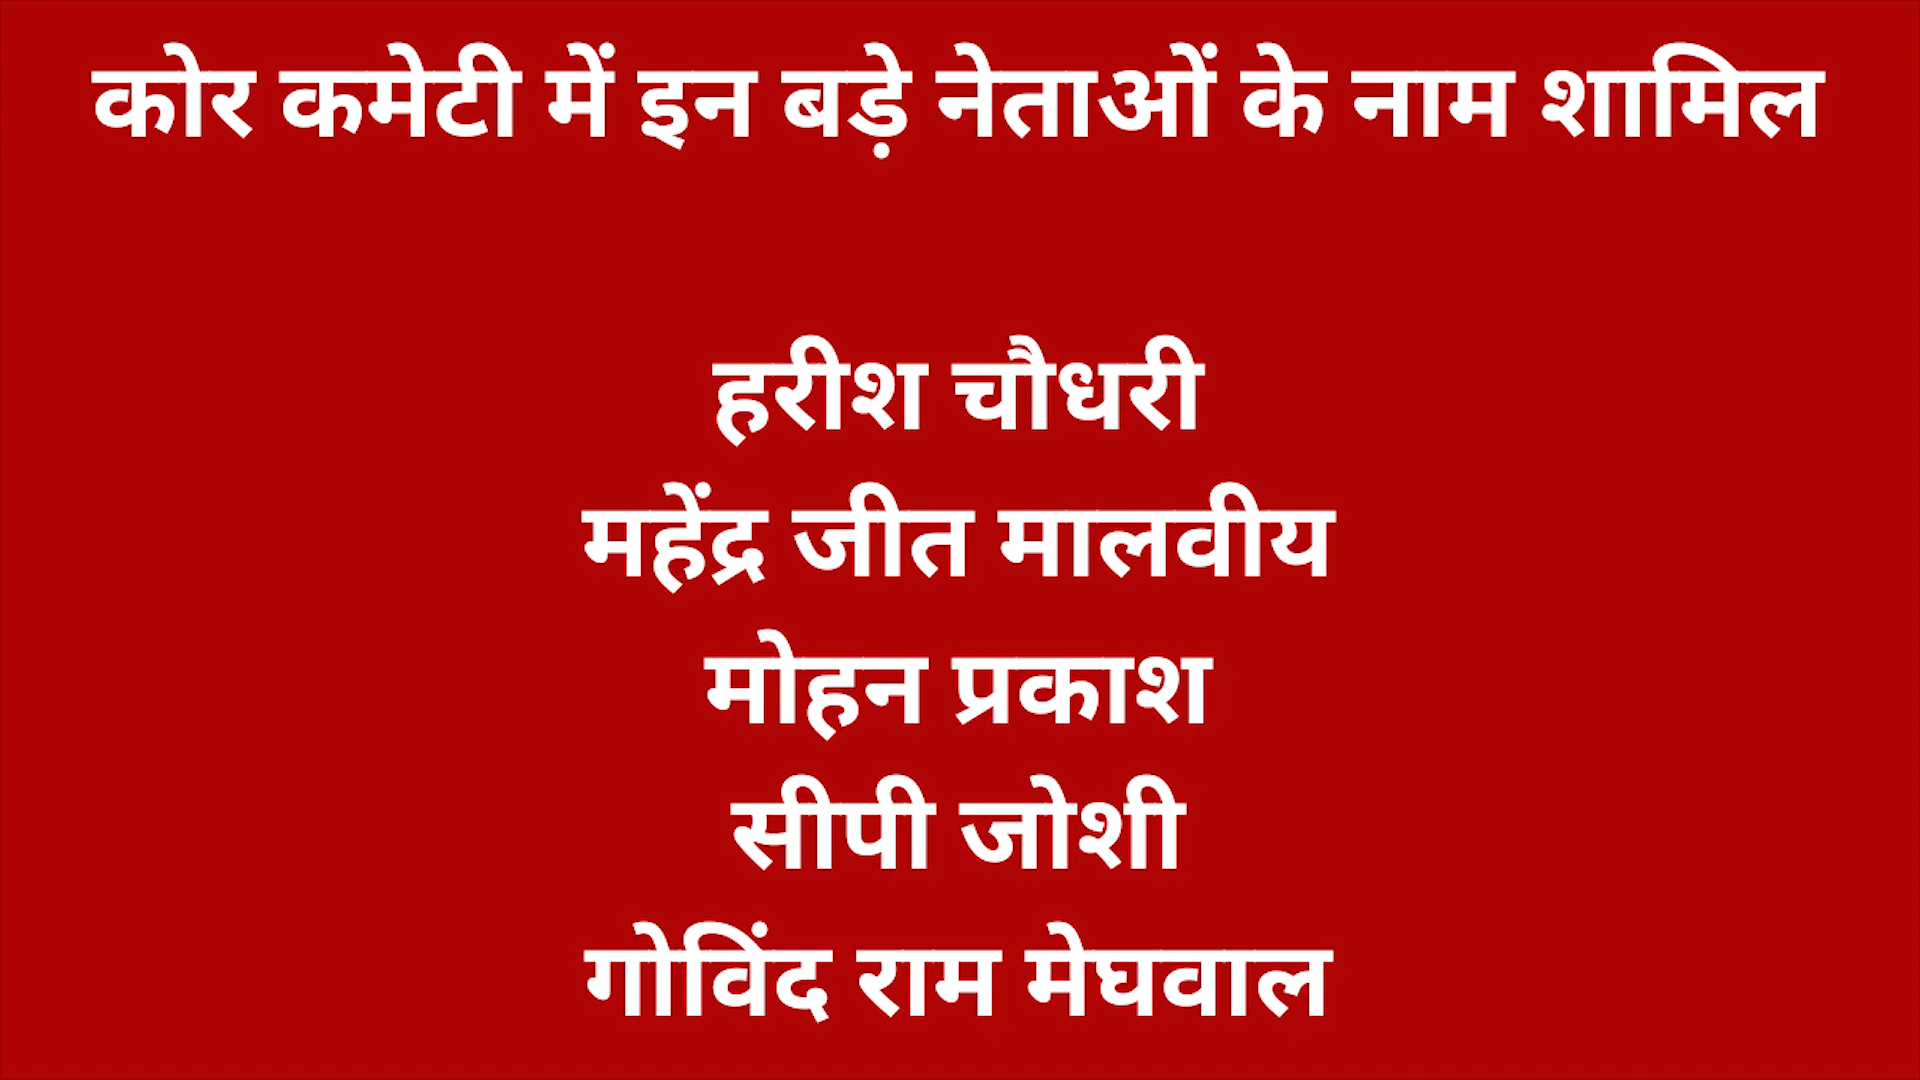 कोर कमेटी में इन बड़े नेताओं के नाम शामिल
हरीश चौधरी
महेंद्र जीत मालवीय
मोहन प्रकाश
सीपी जोशी
गोविंद राम मेघवाल